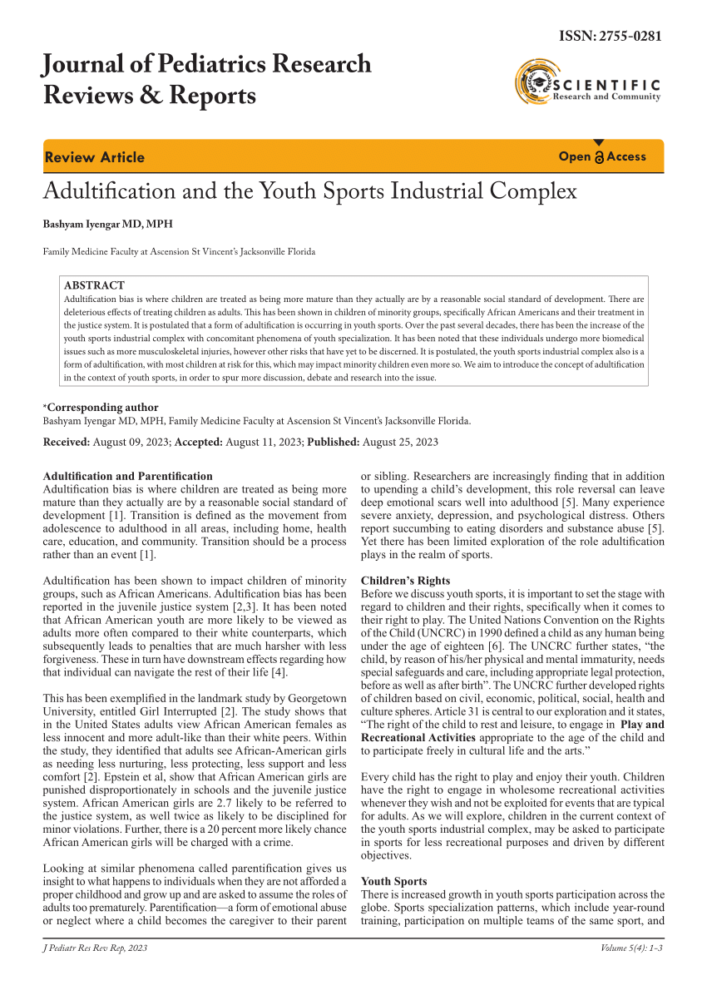 ISSN: 2755-0281
Journal of Pediatrics Research
Reviews & Reports
SCIENTIFIC
Research and Community
Review Article
Open Access
Adultification and the Youth Sports Industrial Complex
Bashyam Iyengar MD, MPH
Family Medicine Faculty at Ascension St Vincent's Jacksonville Florida
ABSTRACT
Adultification bias is where children are treated as being more mature than they actually are by a reasonable social standard of development. There are
deleterious effects of treating children as adults. This has been shown in children of minority groups, specifically African Americans and their treatment in
the justice system. It is postulated that a form of adultification is occurring in youth sports. Over the past several decades, there has been the increase of the
youth sports industrial complex with concomitant phenomena of youth specialization. It has been noted that these individuals undergo more biomedical
issues such as more musculoskeletal injuries, however other risks that have yet to be discerned. It is postulated, the youth sports industrial complex also is a
form of adultification, with most children at risk for this, which may impact minority children even more so. We aim to introduce the concept of adultification
in the context of youth sports, in order to spur more discussion, debate and research into the issue.
*Corresponding author
Bashyam Iyengar MD, MPH, Family Medicine Faculty at Ascension St Vincent's Jacksonville Florida.
Received: August 09, 2023; Accepted: August 11, 2023; Published: August 25, 2023
Adultification and Parentification
Adultification bias is where children are treated as being more
mature than they actually are by a reasonable social standard of
development [1]. Transition is defined as the movement from
adolescence to adulthood in all areas, including home, health
care, education, and community. Transition should be a process
rather than an event [1].
Adultification has been shown to impact children of minority
groups, such as African Americans. Adultification bias has been
reported in the juvenile justice system [2,3]. It has been noted
that African American youth are more likely to be viewed as
adults more often compared to their white counterparts, which
subsequently leads to penalties that are much harsher with less
forgiveness. These in turn have downstream effects regarding how
that individual can navigate the rest of their life [4].
This has been exemplified in the landmark study by Georgetown
University, entitled Girl Interrupted [2]. The study shows that
in the United States adults view African American females as
less innocent and more adult-like than their white peers. Within
the study, they identified that adults see African-American girls
as needing less nurturing, less protecting, less support and less
comfort [2]. Epstein et al, show that African American girls are
punished disproportionately in schools and the juvenile justice
system. African American girls are 2.7 likely to be referred to
the justice system, as well twice as likely to be disciplined for
minor violations. Further, there is a 20 percent more likely chance
African American girls will be charged with a crime.
Looking at similar phenomena called parentification gives us
insight to what happens to individuals when they are not afforded a
proper childhood and grow up and are asked to assume the roles of
adults too prematurely. Parentification—a form of emotional abuse
or neglect where a child becomes the caregiver to their parent
or sibling. Researchers are increasingly finding that in addition
to upending a child's development, this role reversal can leave
deep emotional scars well into adulthood [5]. Many experience
severe anxiety, depression, and psychological distress. Others
report succumbing to eating disorders and substance abuse [5].
Yet there has been limited exploration of the role adultification
plays in the realm of sports.
Children's Rights
Before we discuss youth sports, it is important to set the stage with
regard to children and their rights, specifically when it comes to
their right to play. The United Nations Convention on the Rights
of the Child (UNCRC) in 1990 defined a child as any human being
under the age of eighteen [6]. The UNCRC further states, "the
child, by reason of his/her physical and mental immaturity, needs
special safeguards and care, including appropriate legal protection,
before as well as after birth". The UNCRC further developed rights
of children based on civil, economic, political, social, health and
culture spheres. Article 31 is central to our exploration and it states,
"The right of the child to rest and leisure, to engage in Play and
Recreational Activities appropriate to the age of the child and
to participate freely in cultural life and the arts."
Every child has the right to play and enjoy their youth. Children
have the right to engage in wholesome recreational activities
whenever they wish and not be exploited for events that are typical
for adults. As we will explore, children in the current context of
the youth sports industrial complex, may be asked to participate
in sports for less recreational purposes and driven by different
objectives.
Youth Sports
There is increased growth in youth sports participation across the
globe. Sports specialization patterns, which include year-round
training, participation on multiple teams of the same sport, and
J Pediatr Res Rev Rep, 2023
Volume 5(4): 1-3